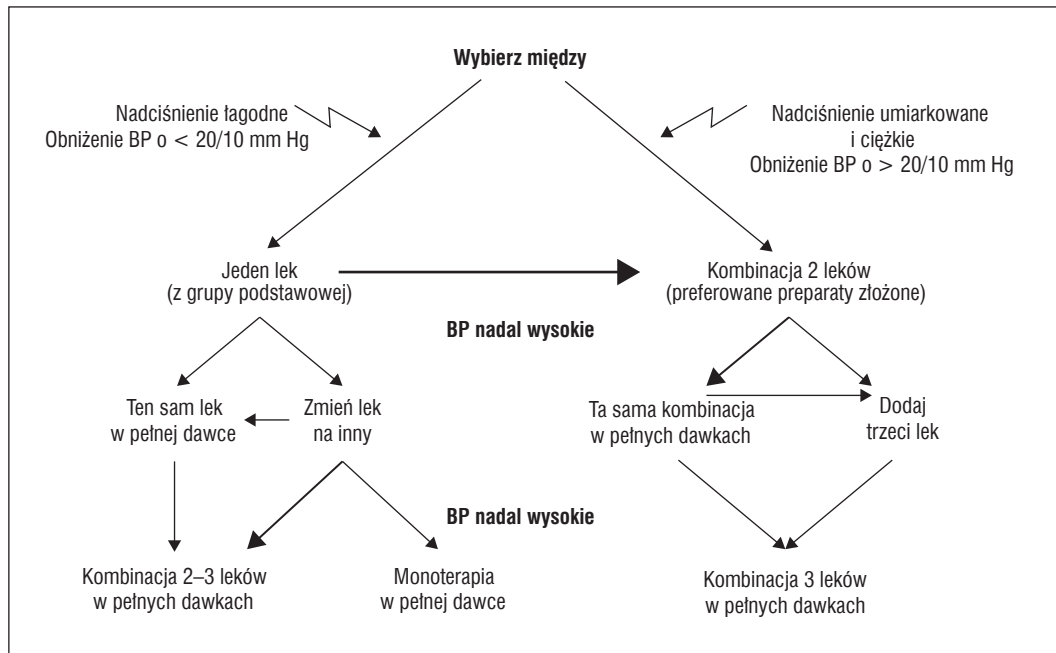 Wybierz między
Nadciśnienie łagodne
Obniżenie BP o < 20/10 mm Hg
Nadciśnienie umiarkowane
i ciężkie
Obniżenie BP o > 20/10 mm Hg
Jeden lek
(z grupy podstawowej)
Kombinacja 2 leków
(preferowane preparaty złożone)
BP nadal wysokie
Ten sam lek
w pełnej dawce
Zmień lek
na inny
Ta sama kombinacja
w pełnych dawkach
Dodaj
trzeci lek
BP nadal wysokie
Kombinacja 2–3 leków
w pełnych dawkach
Monoterapia
w pełnej dawce
Kombinacja 3 leków
w pełnych dawkach